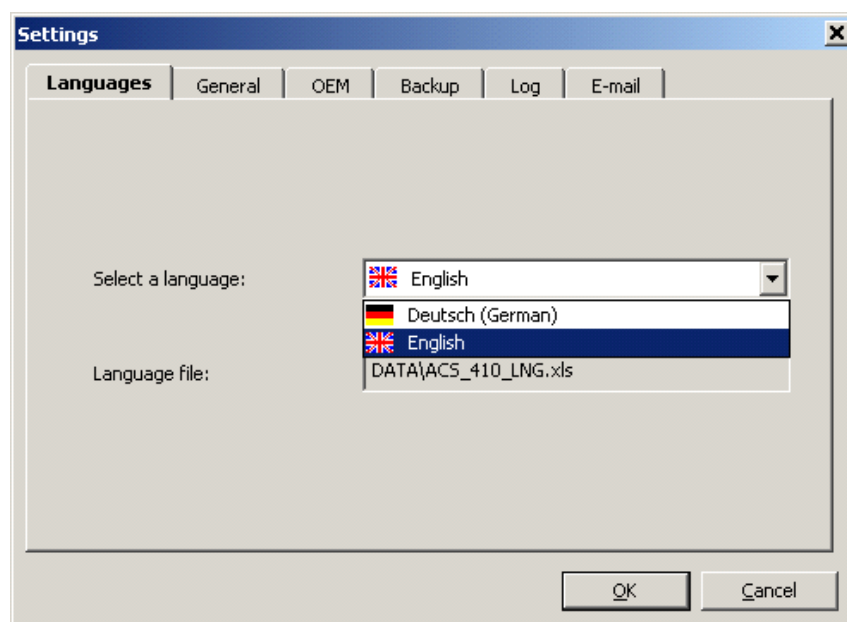 Settings
Languages General OEM Backup Log E-mail
Select a language: English
Deutsch (German)
English
Language file: DATA\ACS_410_LNG.xls
OK Cancel